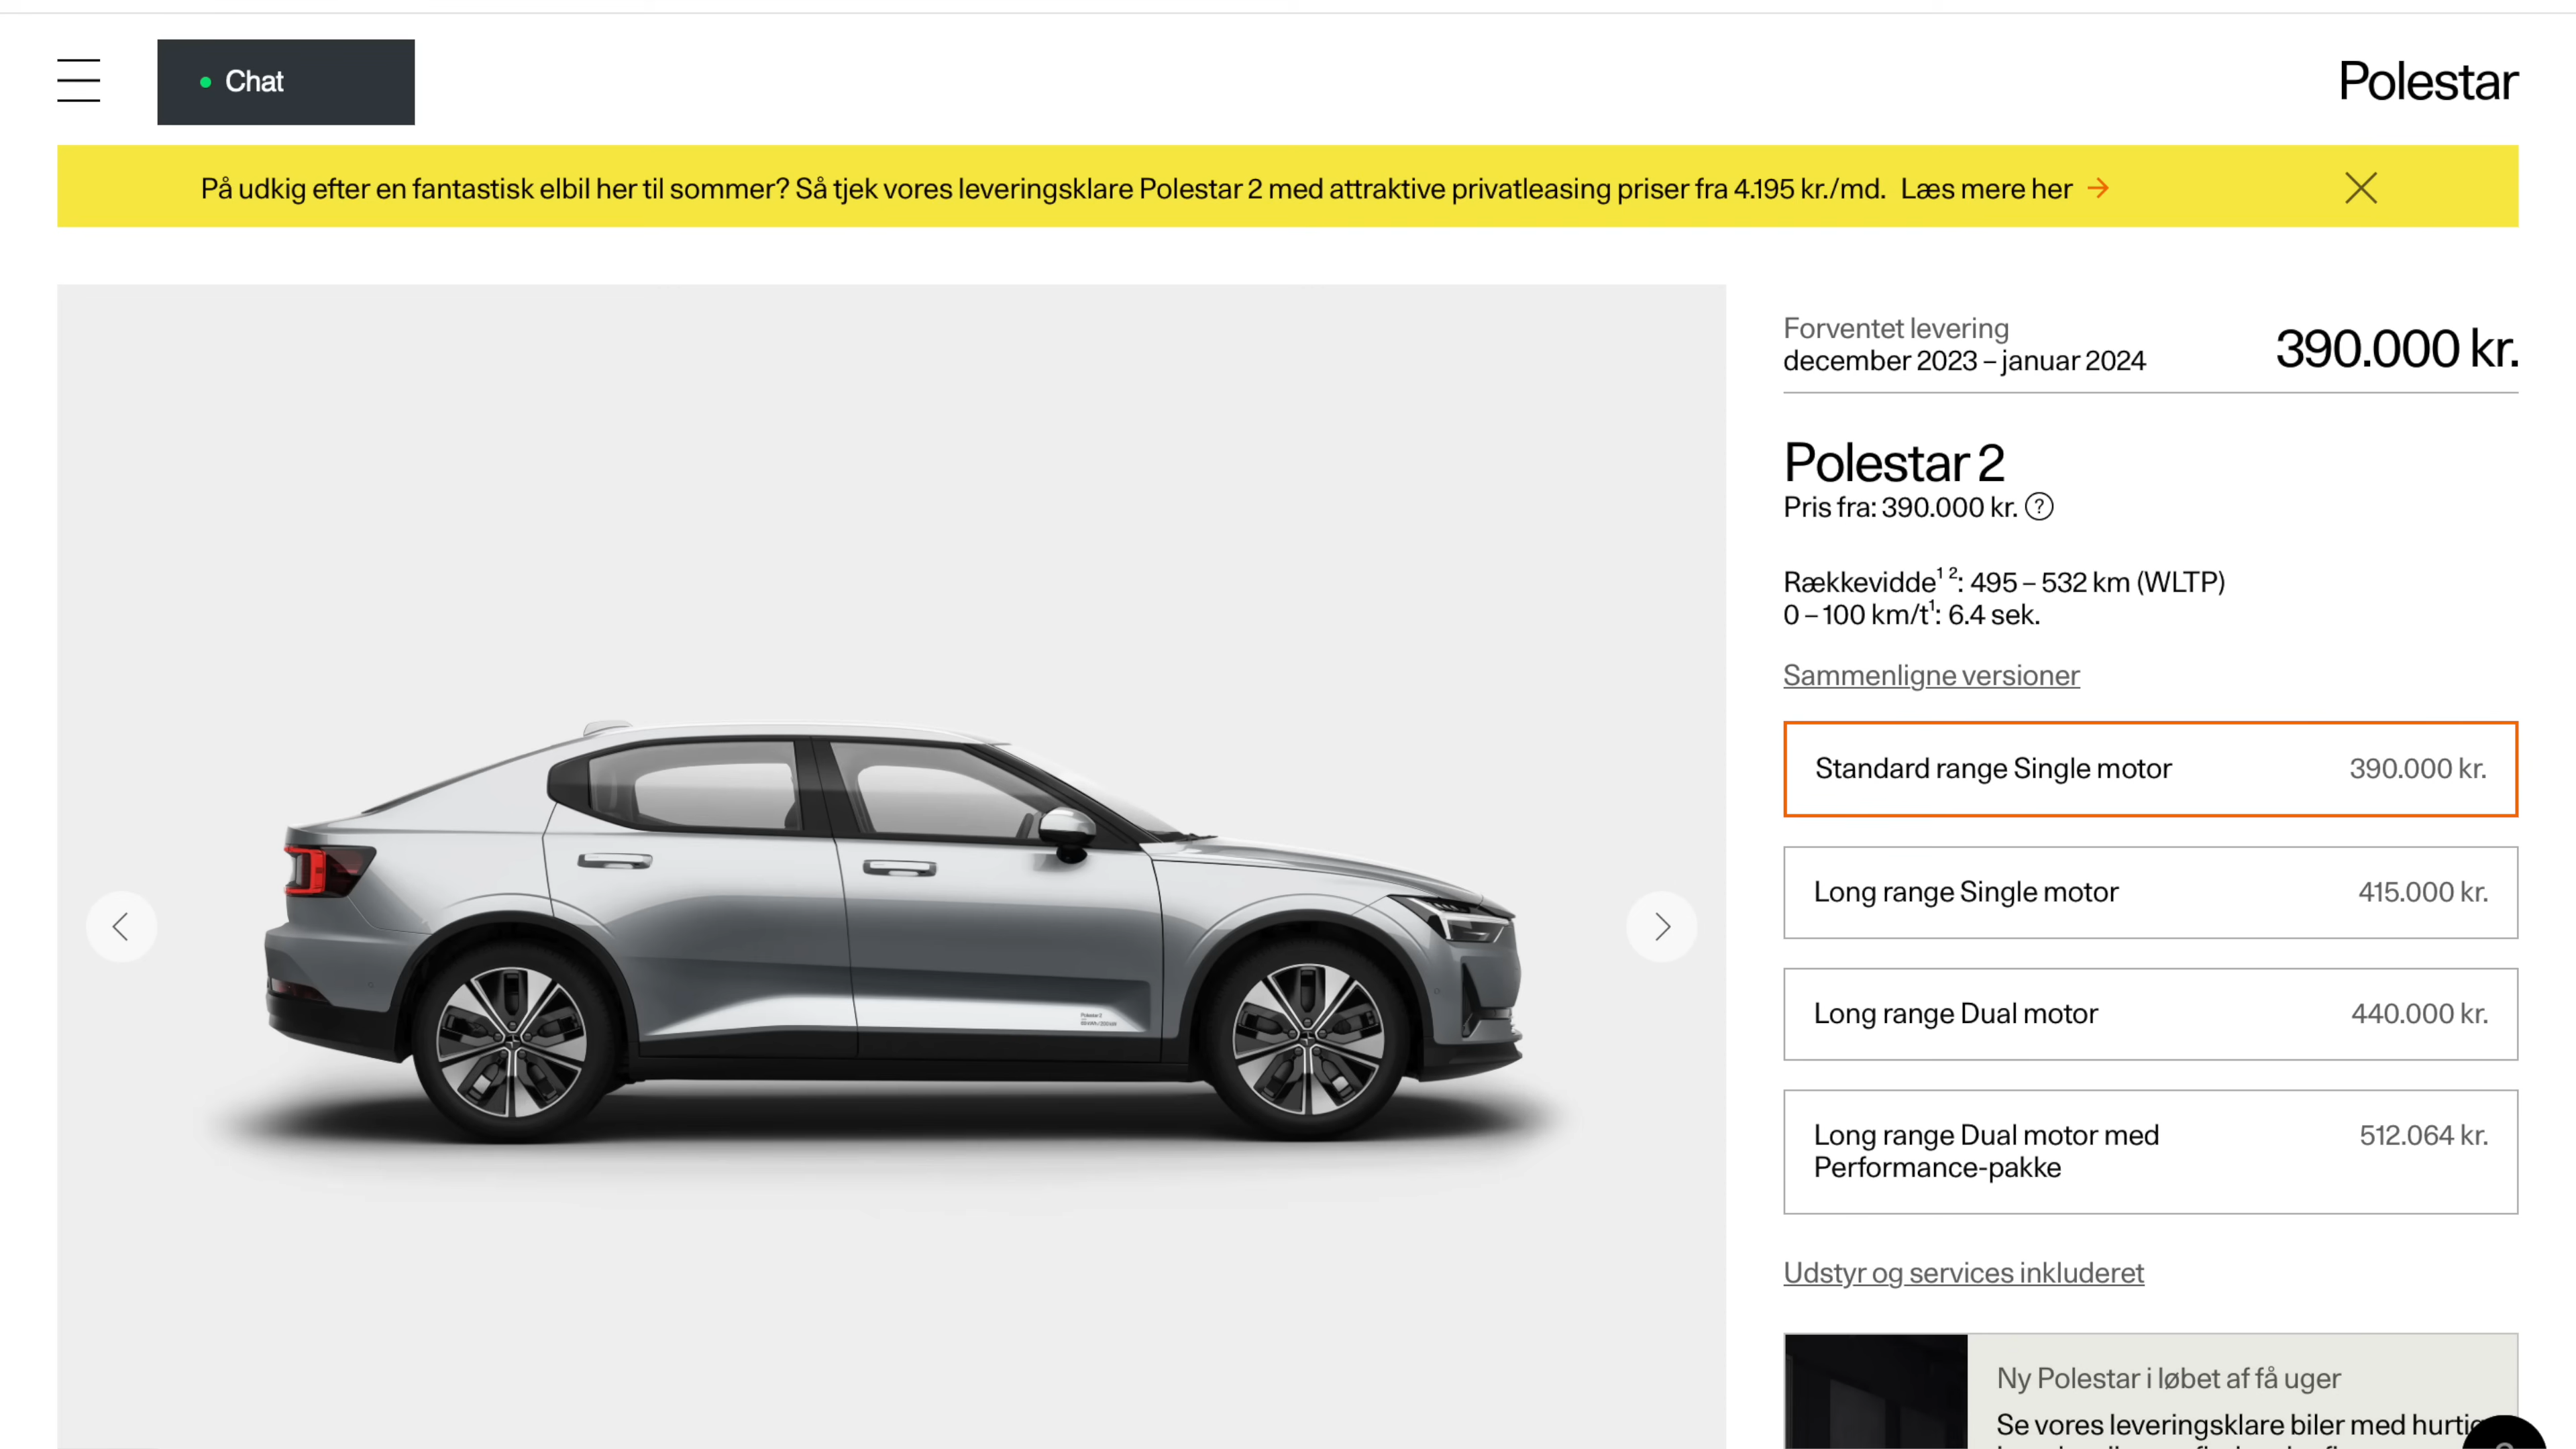 Chat
Polestar
På udkig efter en fantastisk elbil her til sommer? Så tjek vores leveringsklare Polestar 2 med attraktive privatleasing priser fra 4.195 kr./md. Læs mere her →
Forventet levering
december 2023 – januar 2024
390.000 kr.
Polestar 2
Pris fra: 390.000 kr. ?
Rækkevidde¹ ²: 495 – 532 km (WLTP)
0 – 100 km/t¹: 6.4 sek.
Sammenligne versioner
Standard range Single motor 390.000 kr.
Long range Single motor 415.000 kr.
Long range Dual motor 440.000 kr.
Long range Dual motor med 512.064 kr.
Performance-pakke
Udstyr og services inkluderet
Ny Polestar i løbet af få uger
Se vores leveringsklare biler med